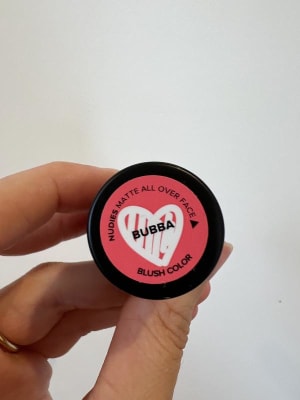 NUDIES MATTE ALL OVER FACE
BUBBA
BLUSH COLOR